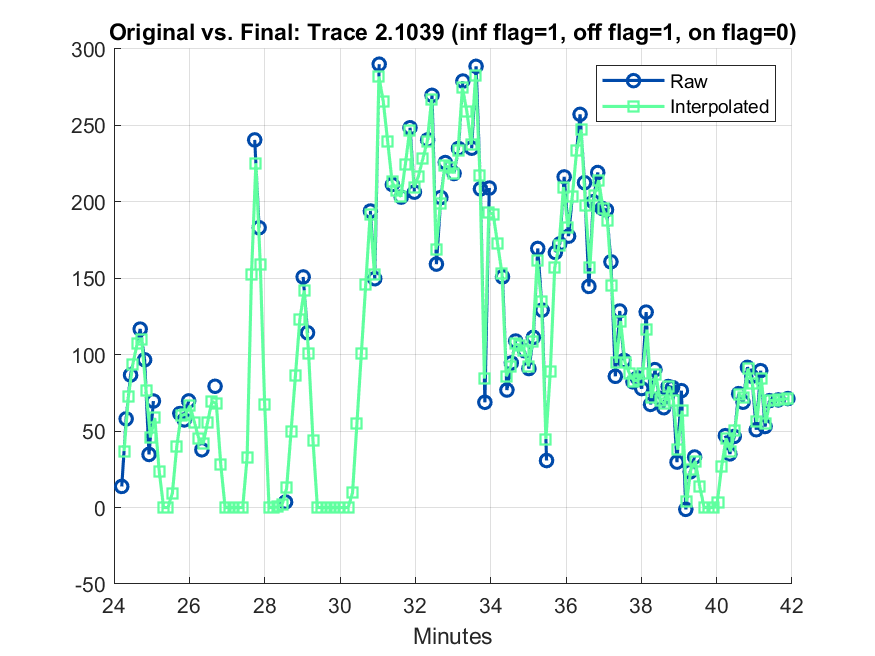 Original vs. Final: Trace 2.1039 (inf flag=1, off flag=1, on flag=0)
300
250
200
150
100
50
0
-50
Raw
Interpolated
24 26 28 30 32 34 36 38 40 42
Minutes